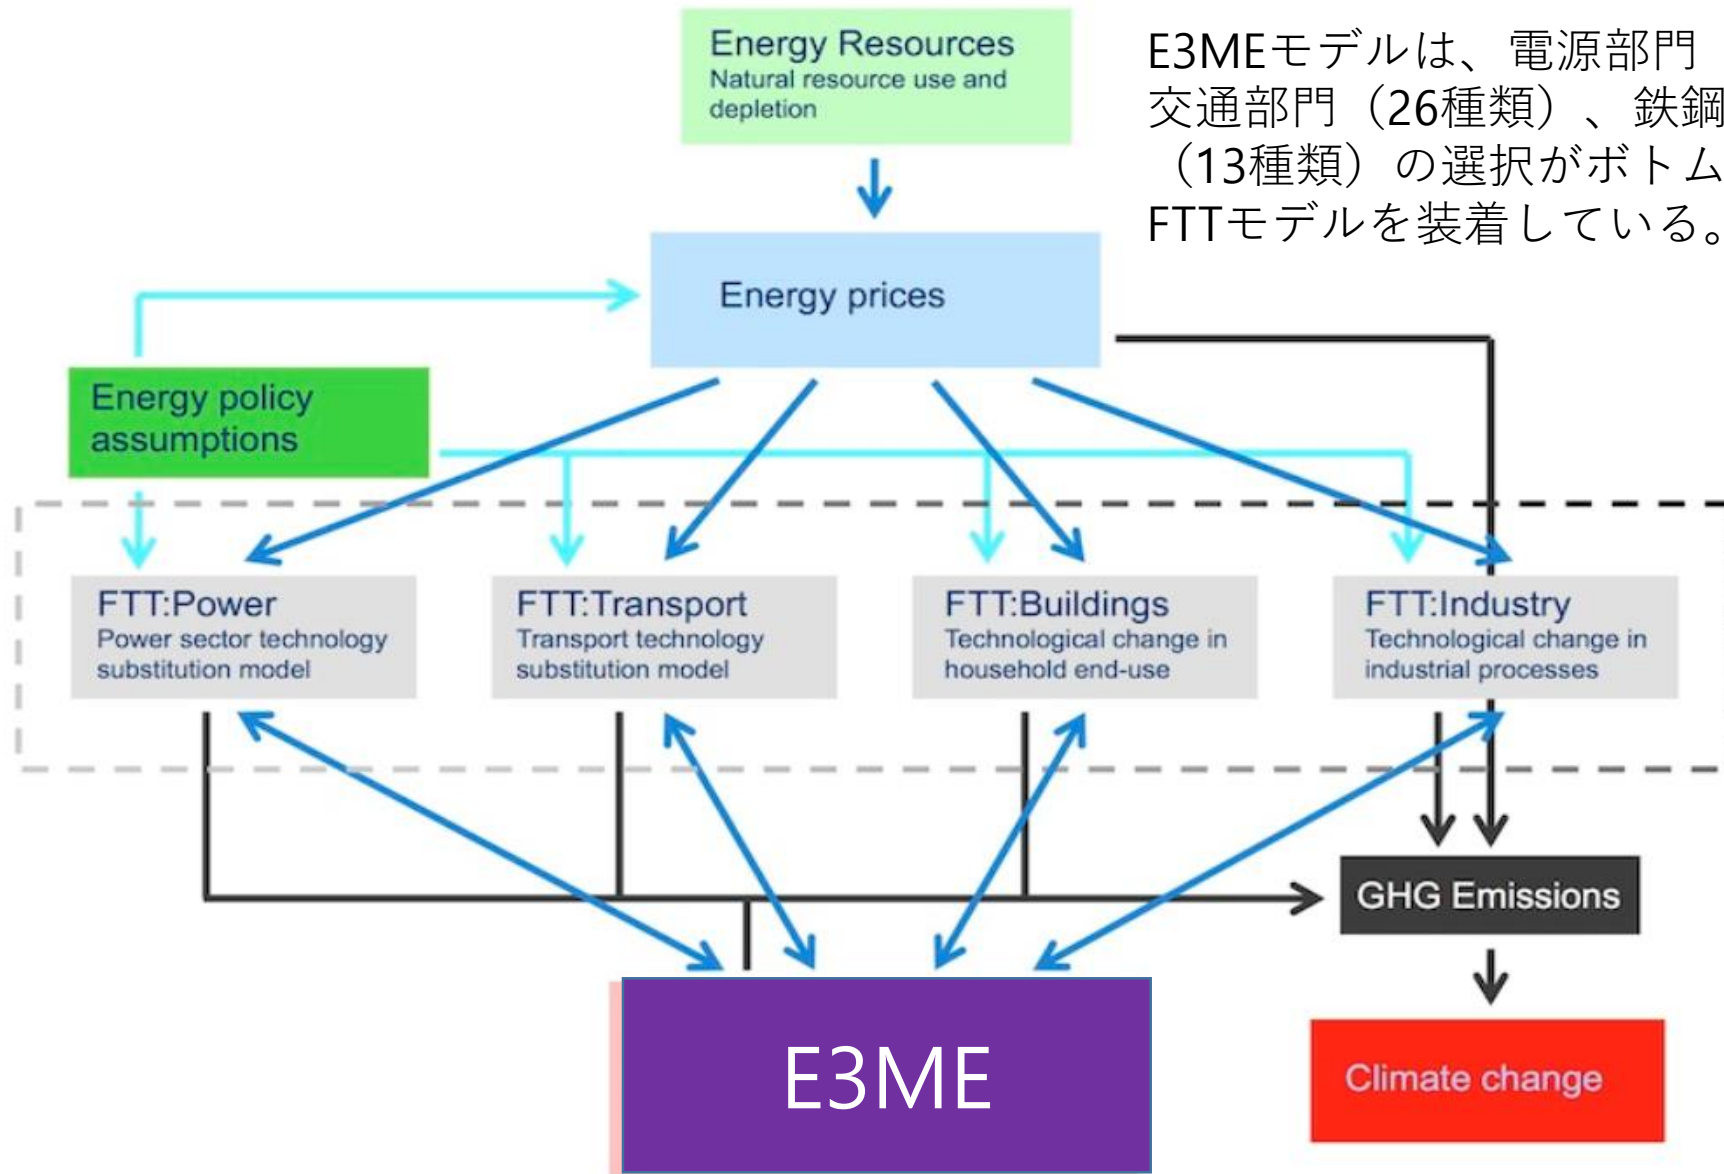 Energy Resources
Natural resource use and
depletion
E3MEモデルは、電源部門
交通部門（26種類）、鉄鋼
（13種類）の選択がボトム
FTTモデルを装着している。
Energy prices
Energy policy
assumptions
FTT:Power
Power sector technology
substitution model
FTT:Transport
Transport technology
substitution model
FTT:Buildings
Technological change in
household end-use
FTT:Industry
Technological change in
industrial processes
GHG Emissions
E3ME
Climate change